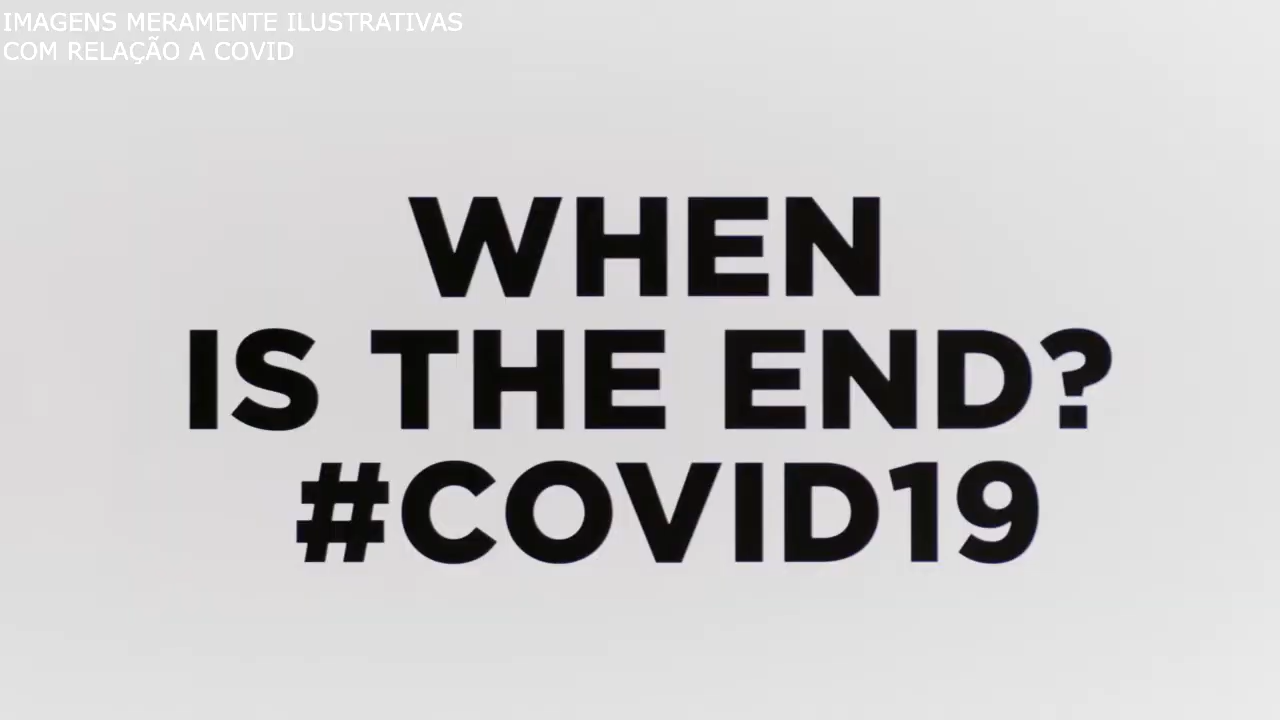 IMAGENS MERAMENTE ILUSTRATIVAS
COM RELAÇÃO A COVID
WHEN
IS THE END?
#COVID19